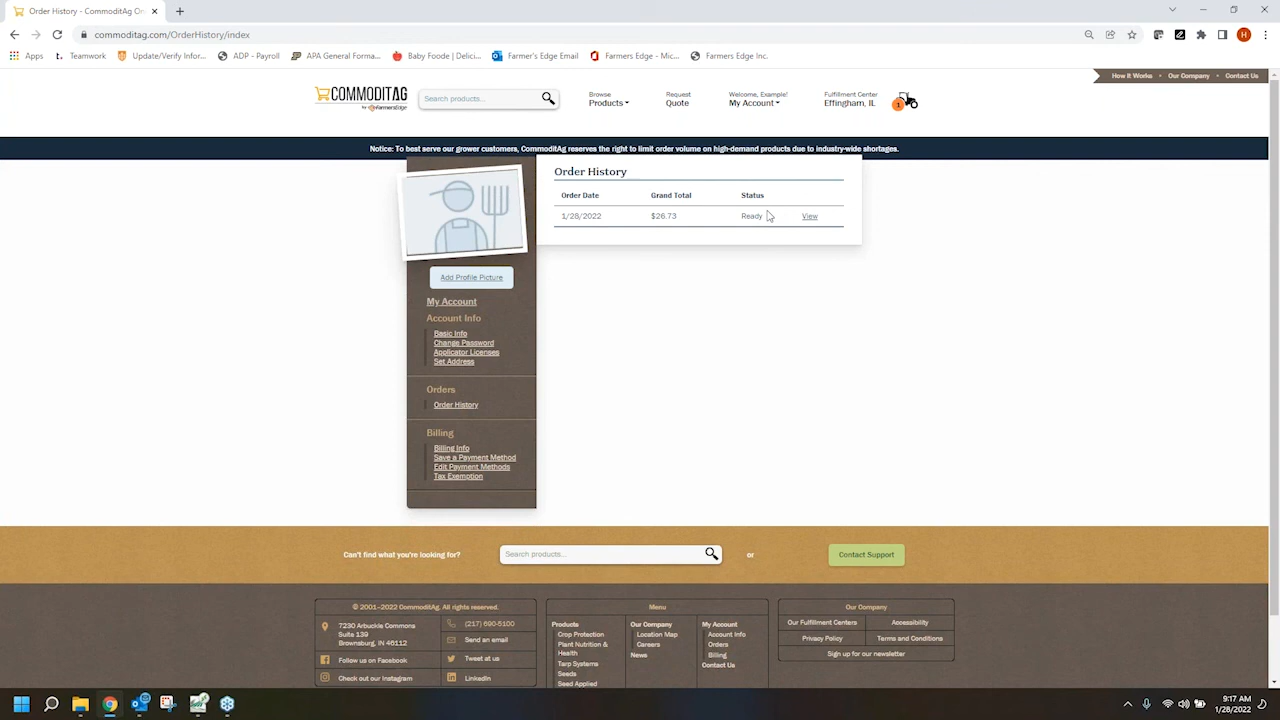 Order History - CommoditAg Or
commoditag.com/OrderHistory/index
H
Apps
Teamwork
Update/Verify Infor...
ADP - Payroll
APA General Forma...
Baby Foode | Delici...
Farmer's Edge Email
Farmers Edge - Mic...
Farmers Edge Inc.
How It Works • Our Company • Contact Us
COMMODITAG
by FarmersEdge
Search products...
Browse
Products
Request
Quote
Welcome, Example!
My Account
Fulfillment Center
Effingham, IL
1
Notice: To best serve our grower customers, CommoditAg reserves the right to limit order volume on high-demand products due to industry-wide shortages.
Order History
Order Date Grand Total Status
1/28/2022 $26.73 Ready View
Add Profile Picture
My Account
Account Info
Basic Info
Change Password
Applicator Licenses
Set Address
Orders
Order History
Billing
Billing Info
Save a Payment Method
Edit Payment Methods
Tax Exemption
Can't find what you're looking for?
Search products...
or
Contact Support
© 2001–2022 CommoditAg. All rights reserved.
7230 Arbuckle Commons
Suite 139
Brownsburg, IN 46112
(217) 690-5100
Send an email
Follow us on Facebook
Tweet at us
Check out our Instagram
LinkedIn
Menu
Products
Crop Protection
Plant Nutrition &
Health
Tarp Systems
Seeds
Seed Applied
Our Company
Location Map
Careers
News
My Account
Account Info
Orders
Billing
Contact Us
Our Company
Our Fulfillment Centers
Accessibility
Privacy Policy
Terms and Conditions
Sign up for our newsletter
9:17 AM
1/28/2022